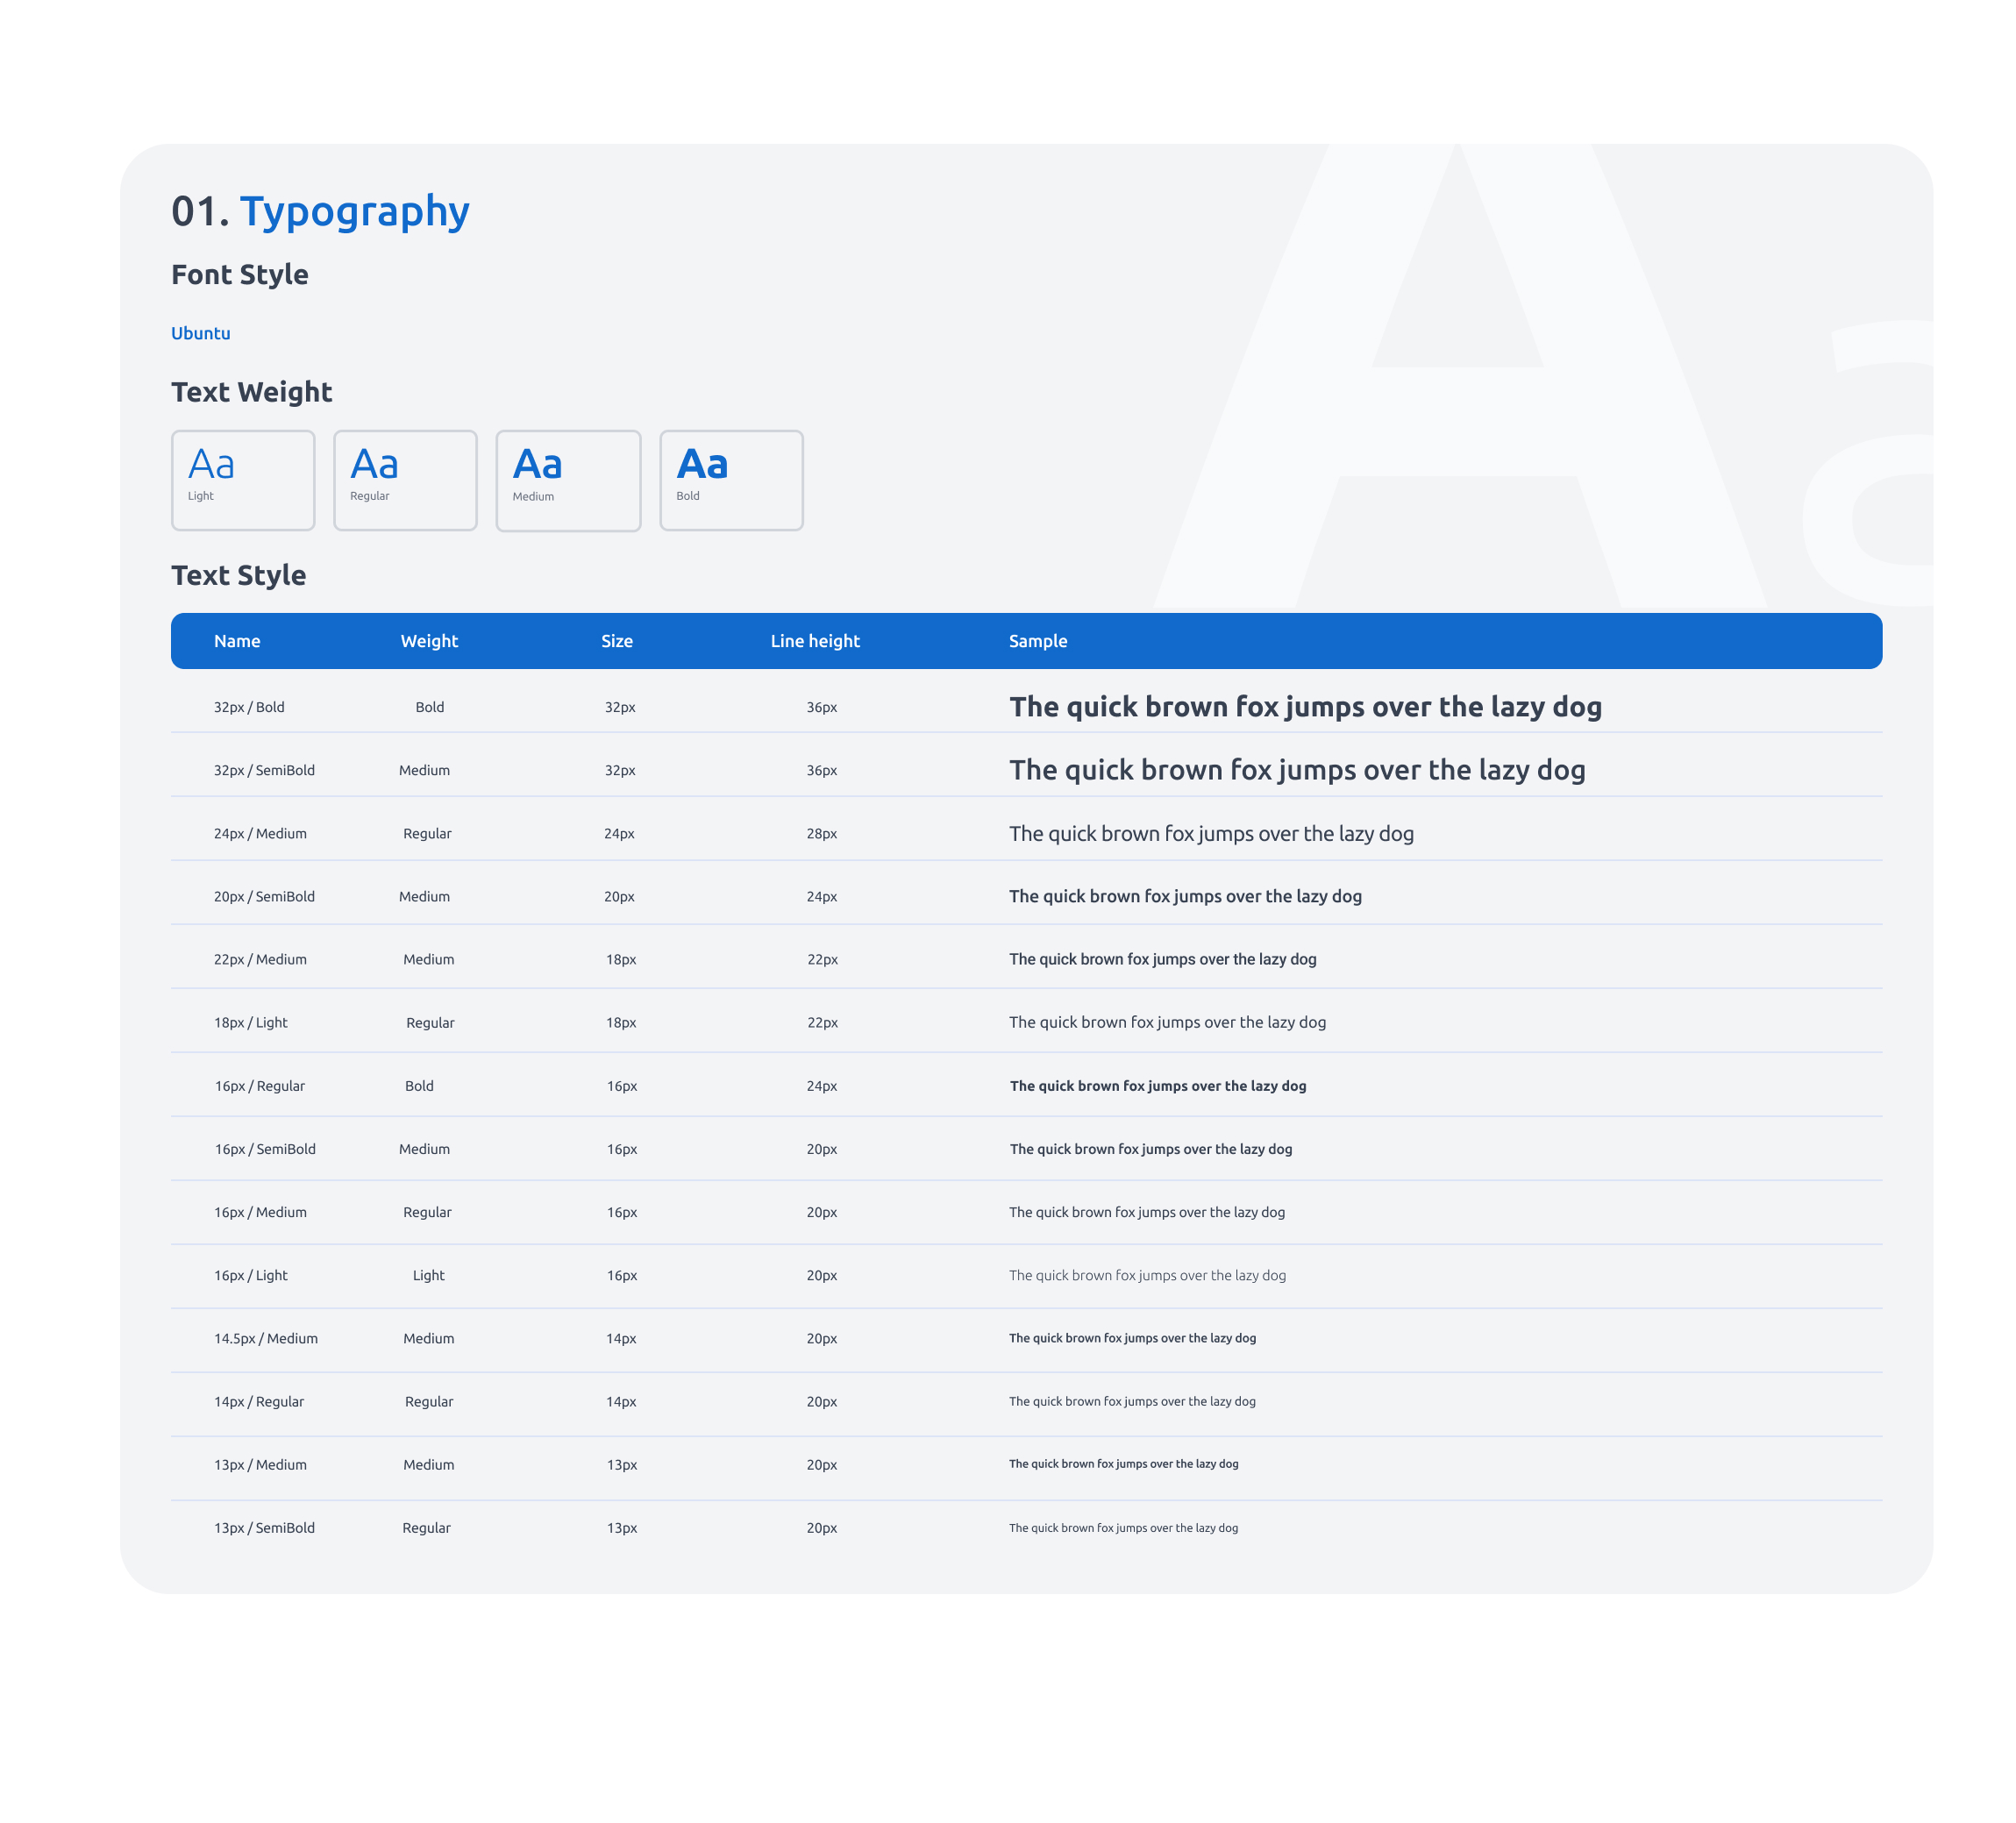 Aa
01. Typography
Font Style
Ubuntu
Text Weight
Aa Aa Aa Aa
Light Regular Medium Bold
Text Style
Name Weight Size Line height Sample
32px / Bold Bold 32px 36px The quick brown fox jumps over the lazy dog
32px / SemiBold Medium 32px 36px The quick brown fox jumps over the lazy dog
24px / Medium Regular 24px 28px The quick brown fox jumps over the lazy dog
20px / SemiBold Medium 20px 24px The quick brown fox jumps over the lazy dog
22px / Medium Medium 18px 22px The quick brown fox jumps over the lazy dog
18px / Light Regular 18px 22px The quick brown fox jumps over the lazy dog
16px / Regular Bold 16px 24px The quick brown fox jumps over the lazy dog
16px / SemiBold Medium 16px 20px The quick brown fox jumps over the lazy dog
16px / Medium Regular 16px 20px The quick brown fox jumps over the lazy dog
16px / Light Light 16px 20px The quick brown fox jumps over the lazy dog
14.5px / Medium Medium 14px 20px The quick brown fox jumps over the lazy dog
14px / Regular Regular 14px 20px The quick brown fox jumps over the lazy dog
13px / Medium Medium 13px 20px The quick brown fox jumps over the lazy dog
13px / SemiBold Regular 13px 20px The quick brown fox jumps over the lazy dog